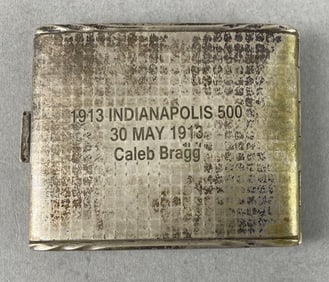 1913 INDIANAPOLIS 500
30 MAY 1913
Caleb Bragg